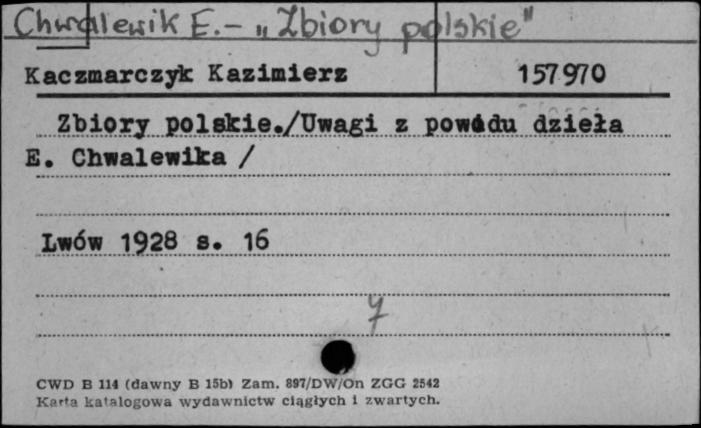 Chwalewik E. - „Zbiory polskie"
Kaczmarczyk Kazimierz 157970
Zbiory polskie./Uwagi z powodu dzieła
E. Chwalewika /
Lwów 1928 s. 16
7
CWD B 114 (dawny B 15b) Zam. 897/DW/On ZGG 2542
Karta katalogowa wydawnictw ciągłych i zwartych.